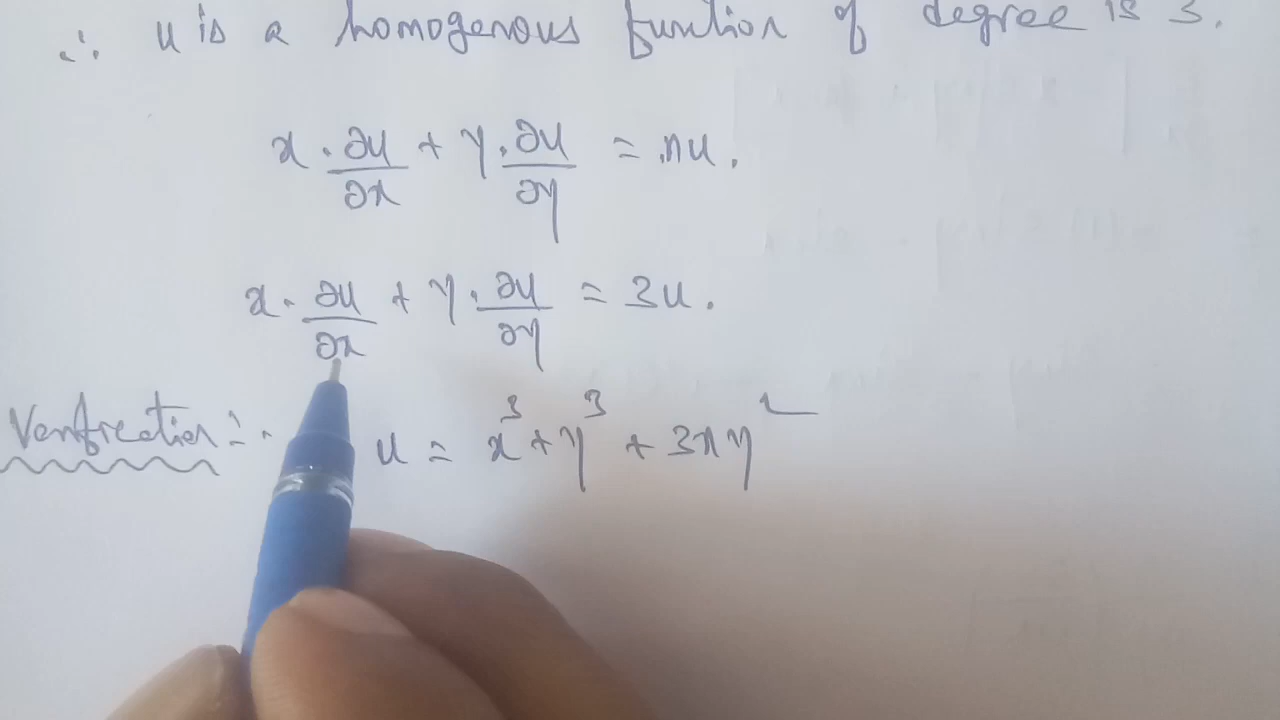 ∴ u is a homogenous function of degree is 3.
x · ∂u/∂x + y · ∂u/∂y = nu.
x · ∂u/∂x + y · ∂u/∂y = 3u.
Verification :- u = x³ + y³ + 3xy²